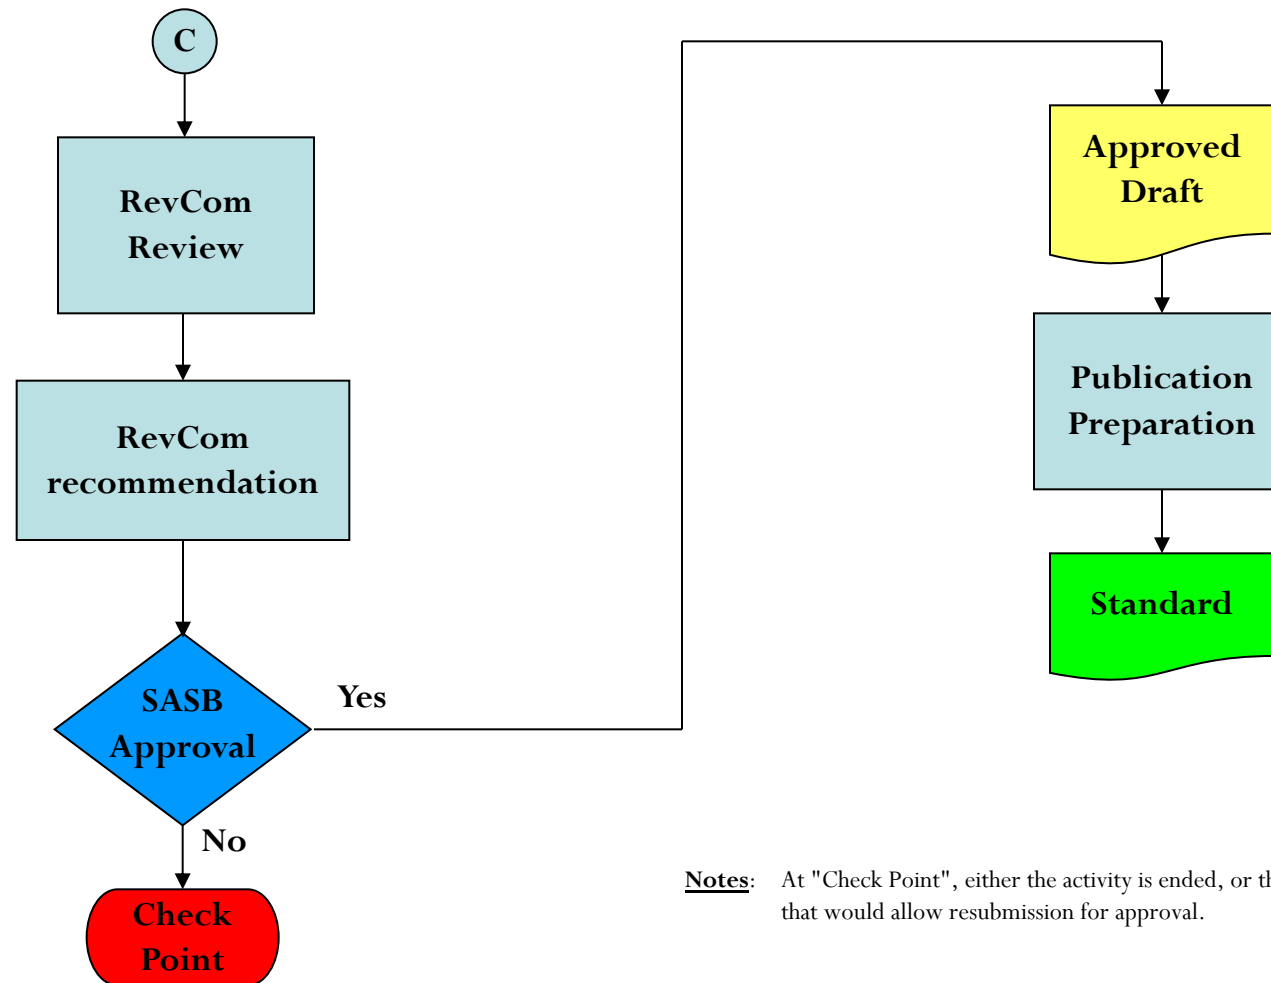 C
RevCom
Review
RevCom
recommendation
SASB
Approval
Yes
No
Check
Point
Approved
Draft
Publication
Preparation
Standard
Notes: At "Check Point", either the activity is ended, or
that would allow resubmission for approval.